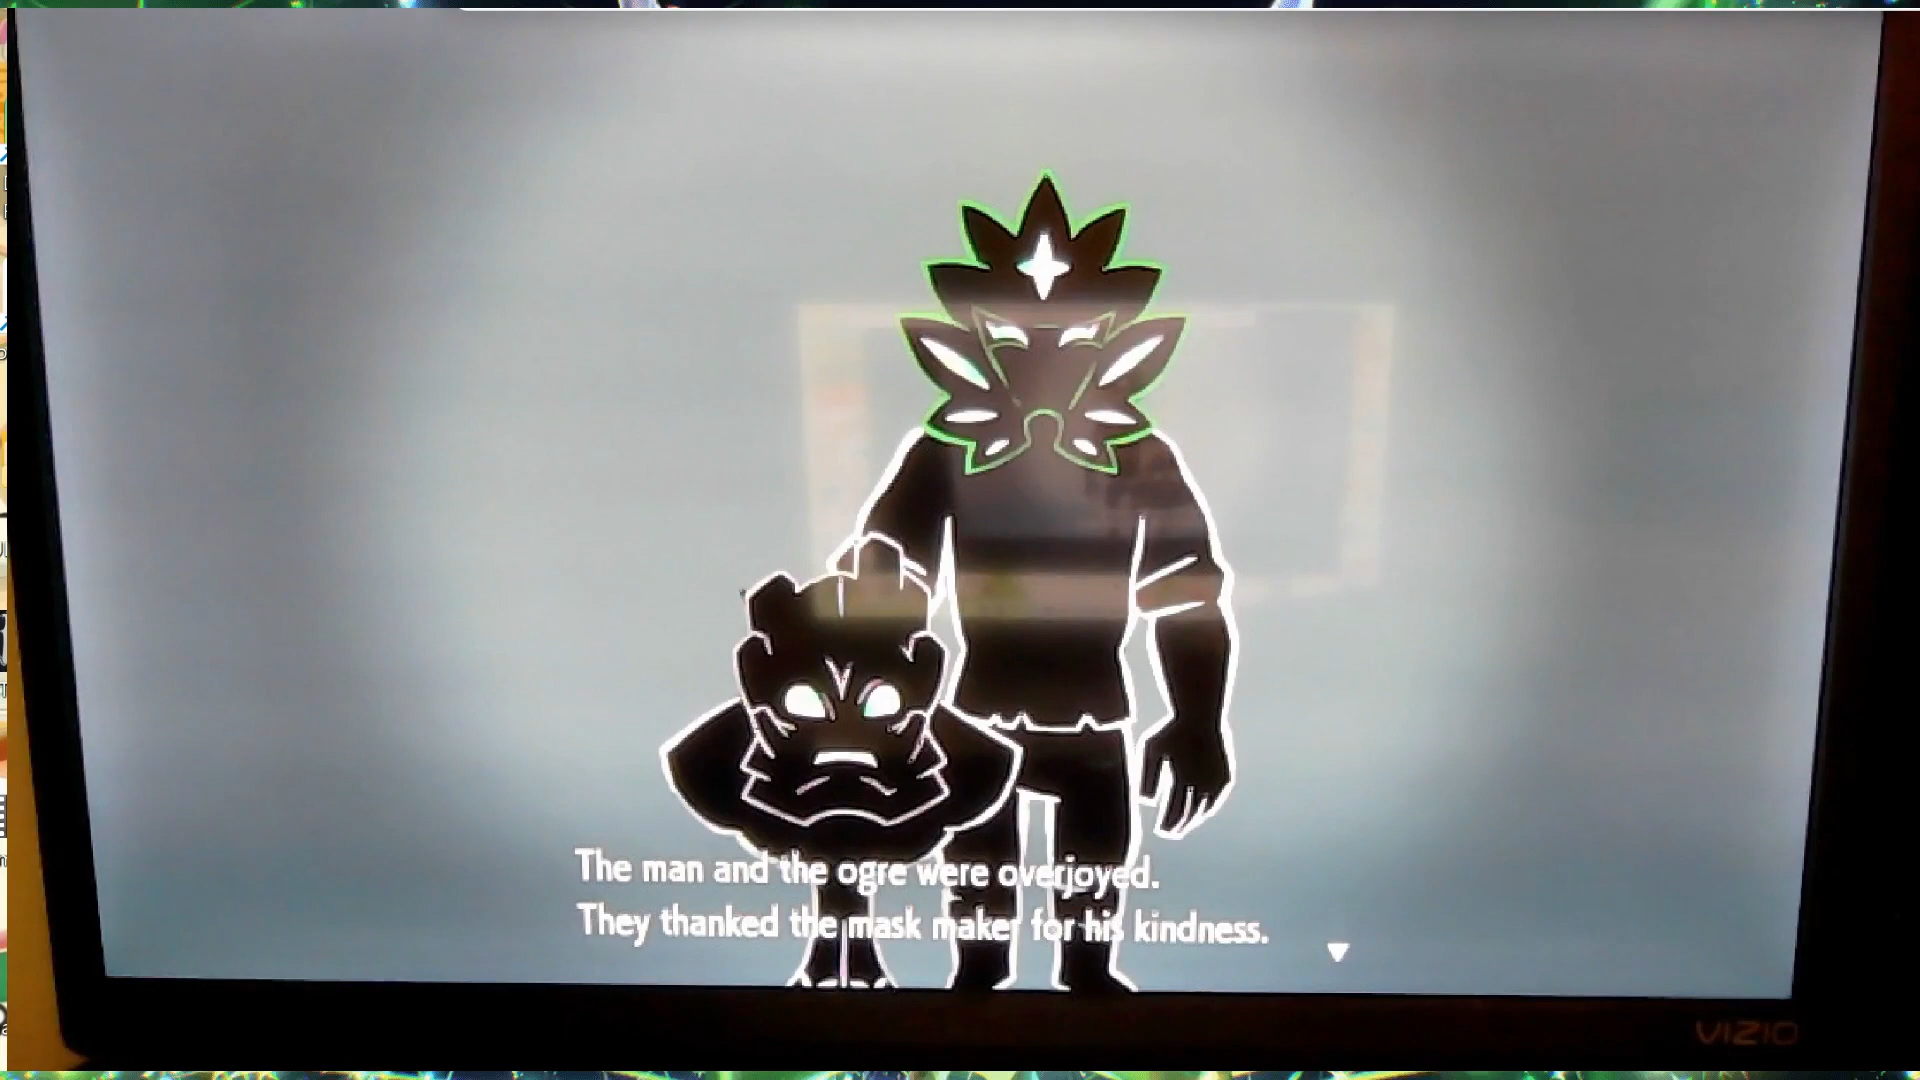 The man and the ogre were overjoyed.
They thanked the mask maker for his kindness.
VIZIO